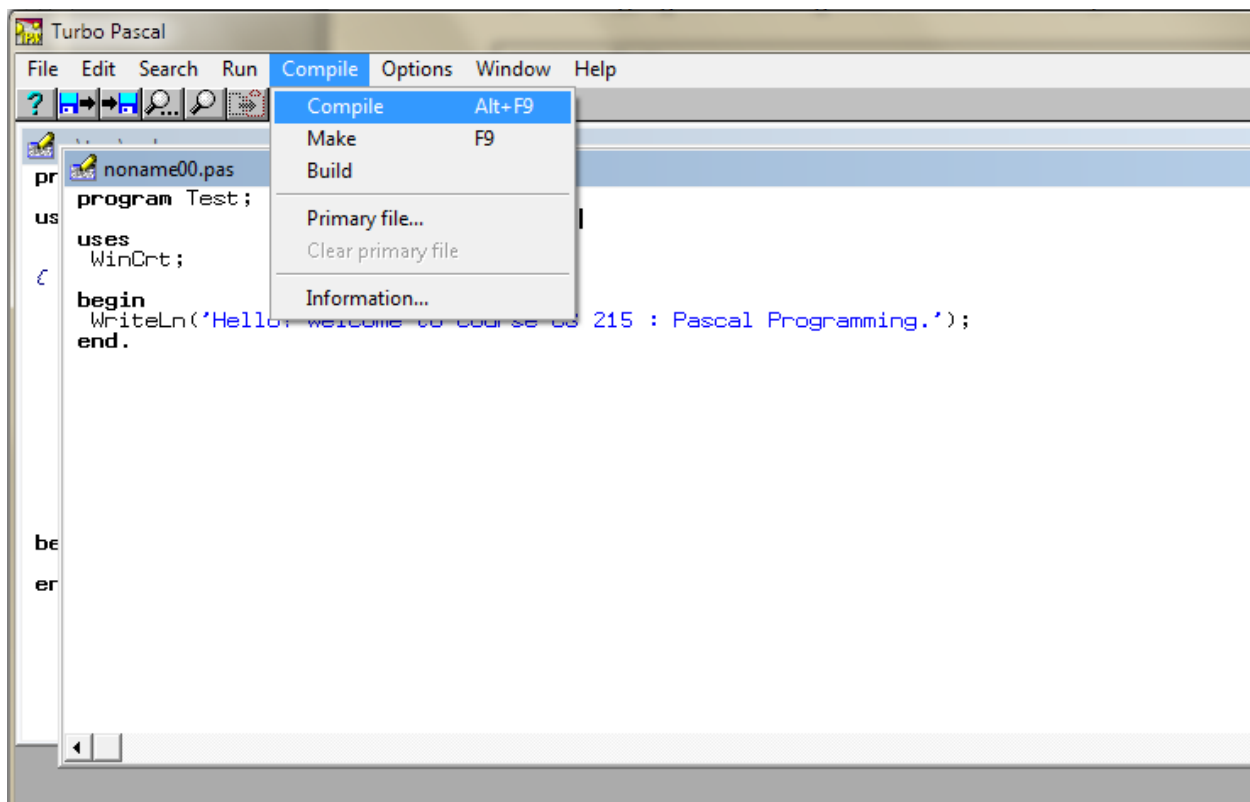 Turbo Pascal
File Edit Search Run Compile Options Window Help
?
Compile Alt+F9
Make F9
Build
Primary file...
Clear primary file
Information...
noname00.pas
pr
us
{
be
er
program Test;
uses
WinCrt;
begin
WriteLn('Hello! Welcome to Course CS 215 : Pascal Programming.');
end.